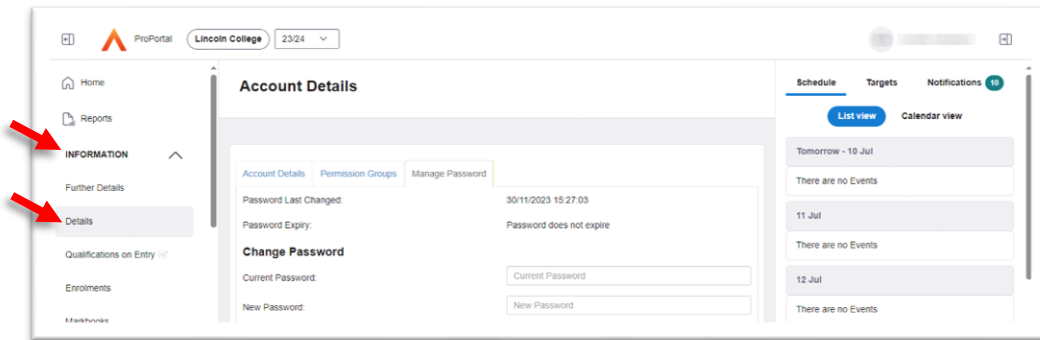 ProPortal Lincoln College 23/24
Home
Reports
INFORMATION
Further Details
Details
Qualifications on Entry
Enrolments
Markbooks
Account Details
Account Details Permission Groups Manage Password
Password Last Changed: 30/11/2023 15:27:03
Password Expiry: Password does not expire
Change Password
Current Password: Current Password
New Password: New Password
Schedule Targets Notifications 10
List view Calendar view
Tomorrow - 10 Jul
There are no Events
11 Jul
There are no Events
12 Jul
There are no Events